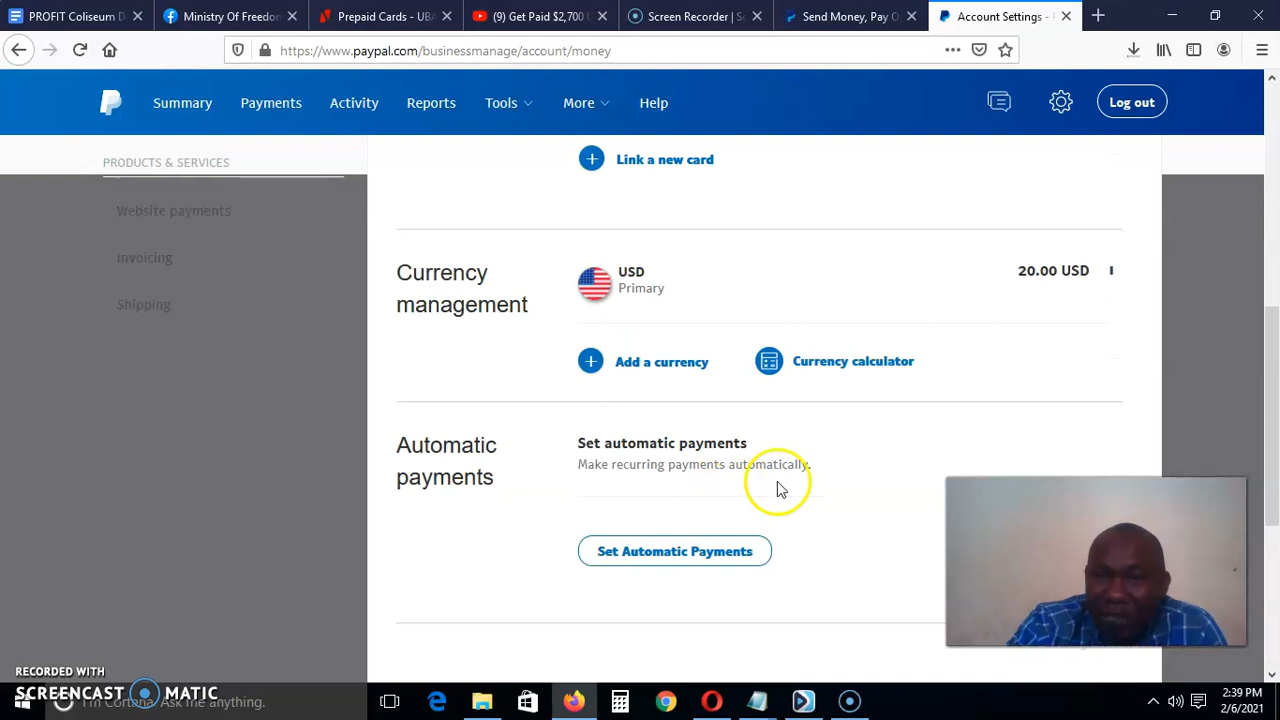 PROFIT Coliseum D
Ministry Of Freedo
Prepaid Cards - UBA
(9) Get Paid $2,700
Screen Recorder | Sc
Send Money, Pay O
Account Settings -
https://www.paypal.com/businessmanage/account/money
Summary
Payments
Activity
Reports
Tools
More
Help
Log out
PRODUCTS & SERVICES
Website payments
Invoicing
Shipping
Link a new card
Currency
management
USD
Primary
20.00 USD
Add a currency
Currency calculator
Automatic
payments
Set automatic payments
Make recurring payments automatically.
Set Automatic Payments
RECORDED WITH
SCREENCAST MATIC
I'm Cortana. Ask me anything.
2:39 PM
2/6/2021